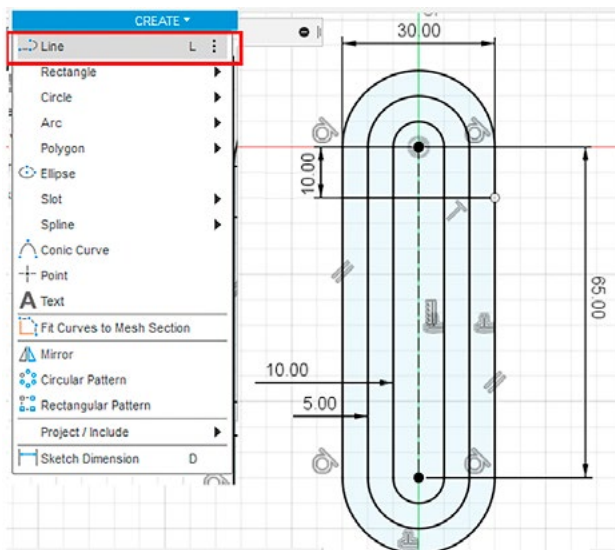 CREATE ▾
Line L
Rectangle
Circle
Arc
Polygon
Ellipse
Slot
Spline
Conic Curve
Point
A Text
Fit Curves to Mesh Section
Mirror
Circular Pattern
Rectangular Pattern
Project / Include
Sketch Dimension D
30.00
10.00
65.00
10.00
5.00